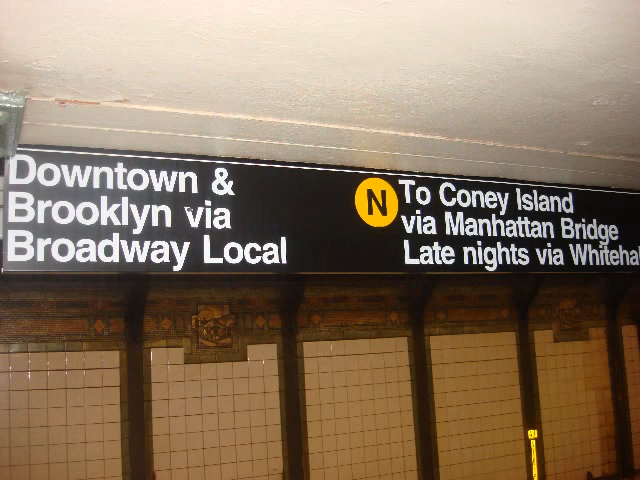 Downtown &
Brooklyn via
Broadway Local
N
To Coney Island
via Manhattan Bridge
Late nights via